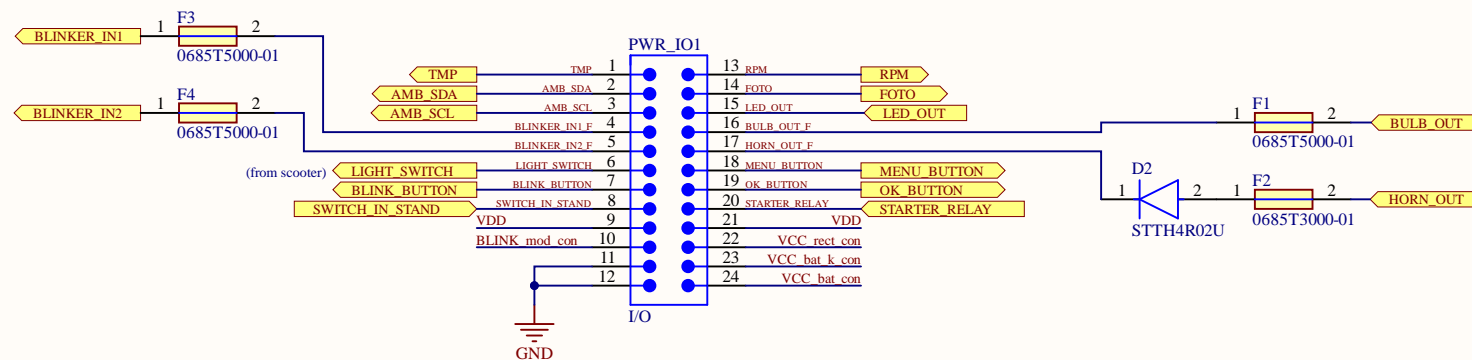 F3
BLINKER_IN1 1 2
0685T5000-01
F4
BLINKER_IN2 1 2
0685T5000-01
PWR_IO1
TMP TMP 1 13 RPM RPM
AMB_SDA AMB_SDA 2 14 FOTO FOTO
AMB_SCL AMB_SCL 3 15 LED_OUT LED_OUT
BLINKER_IN1_F 4 16 BULB_OUT_F
BLINKER_IN2_F 5 17 HORN_OUT_F
(from scooter) LIGHT_SWITCH LIGHT_SWITCH 6 18 MENU_BUTTON MENU_BUTTON
BLINK_BUTTON BLINK_BUTTON 7 19 OK_BUTTON OK_BUTTON
SWITCH_IN_STAND SWITCH_IN_STAND 8 20 STARTER_RELAY STARTER_RELAY
VDD 9 21 VDD
BLINK_mod_con 10 22 VCC_rect_con
11 23 VCC_bat_k_con
12 24 VCC_bat_con
I/O
GND
F1
1 2 BULB_OUT
0685T5000-01
D2 F2
1 2 1 2 HORN_OUT
STTH4R02U 0685T3000-01